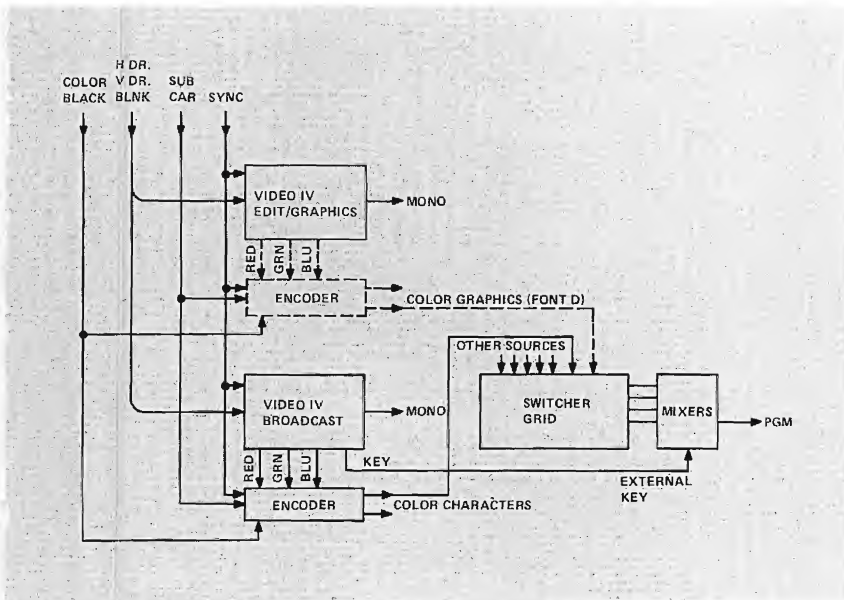 COLOR BLACK
H DR.
V DR.
BLNK
SUB CAR
SYNC
VIDEO IV
EDIT/GRAPHICS
MONO
RED
GRN
BLU
ENCODER
COLOR GRAPHICS (FONT D)
OTHER SOURCES
VIDEO IV
BROADCAST
MONO
SWITCHER
GRID
MIXERS
PGM
RED
GRN
BLU
KEY
EXTERNAL
KEY
ENCODER
COLOR CHARACTERS